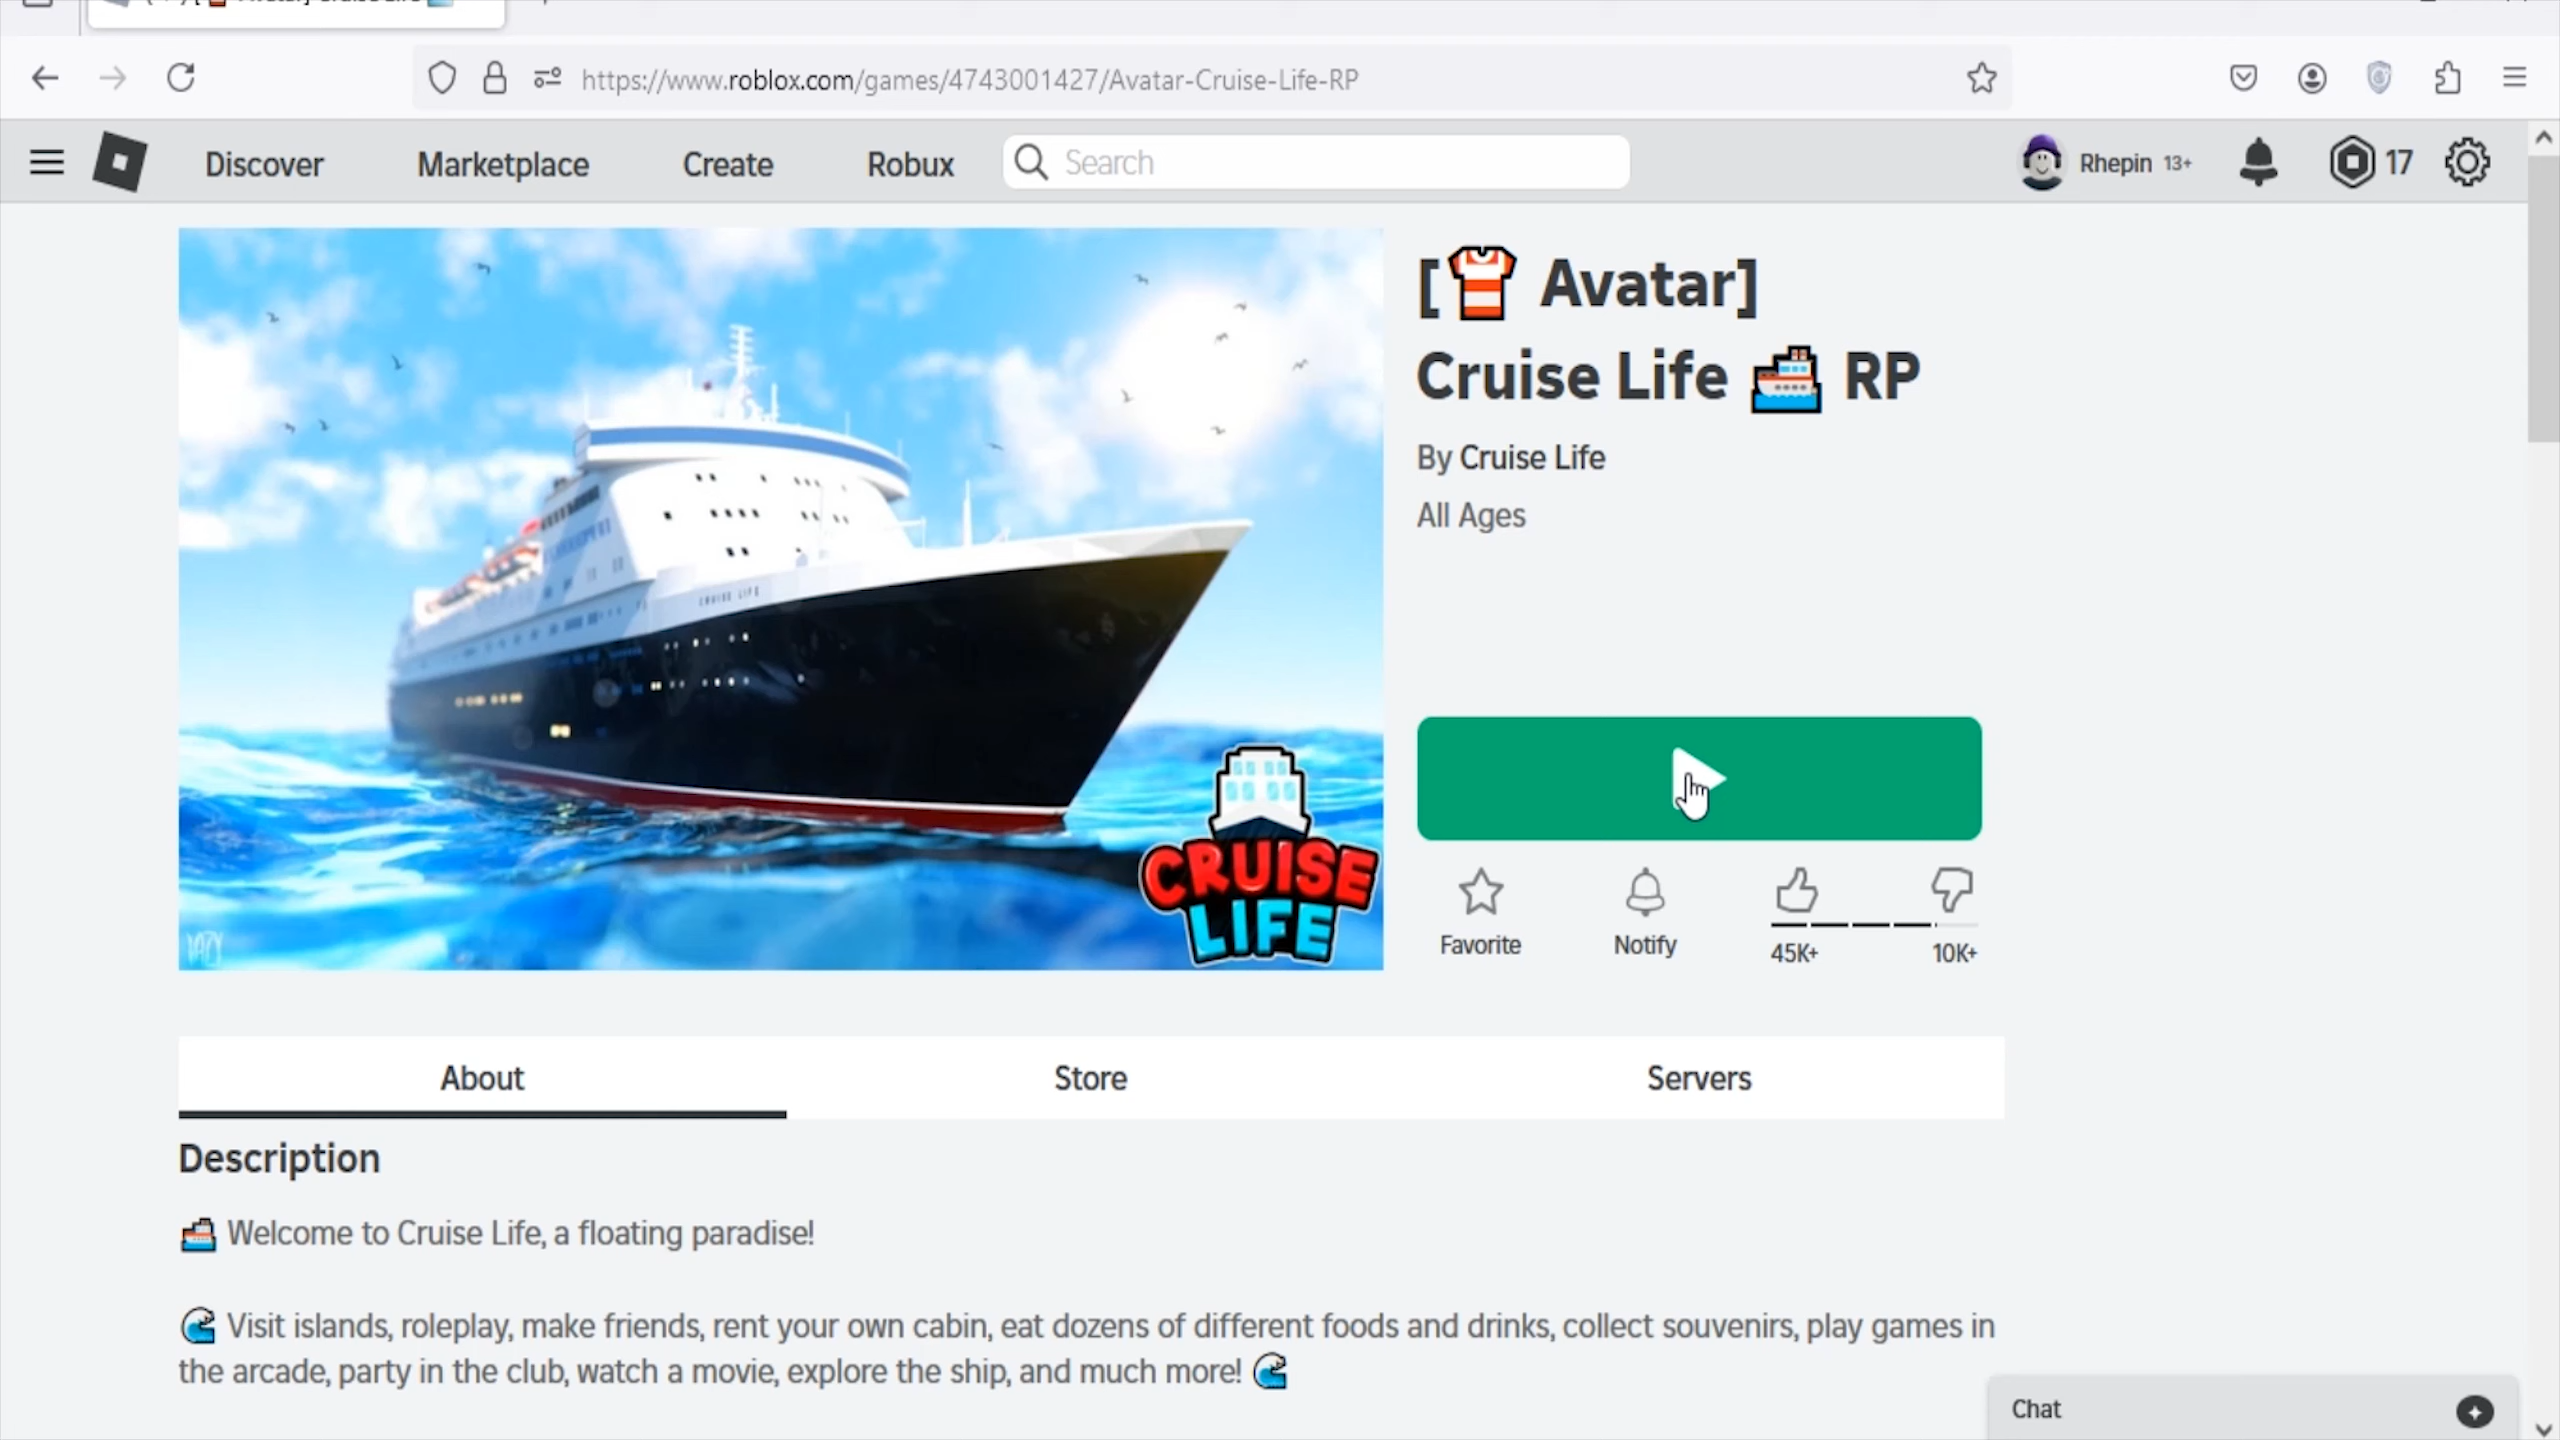 https://www.roblox.com/games/4743001427/Avatar-Cruise-Life-RP
Discover
Marketplace
Create
Robux
Search
Rhepin 13+
17
[👕 Avatar]
Cruise Life 🛳️ RP
By Cruise Life
All Ages
CRUISE LIFE
CRUISE
LIFE
Favorite
Notify
45K+
10K+
About
Store
Servers
Description
🛳️ Welcome to Cruise Life, a floating paradise!
🌊 Visit islands, roleplay, make friends, rent your own cabin, eat dozens of different foods and drinks, collect souvenirs, play games in
the arcade, party in the club, watch a movie, explore the ship, and much more! 🌊
Chat